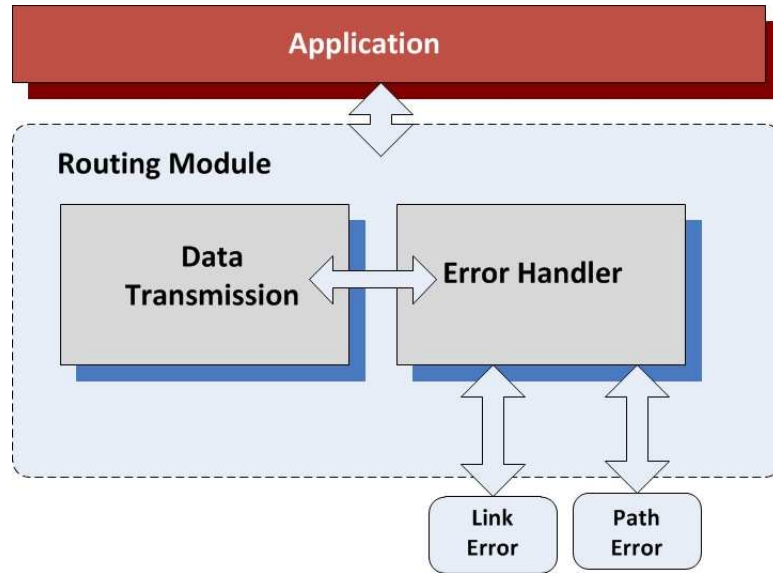 Application
Routing Module
Data
Transmission
Error Handler
Link
Error
Path
Error